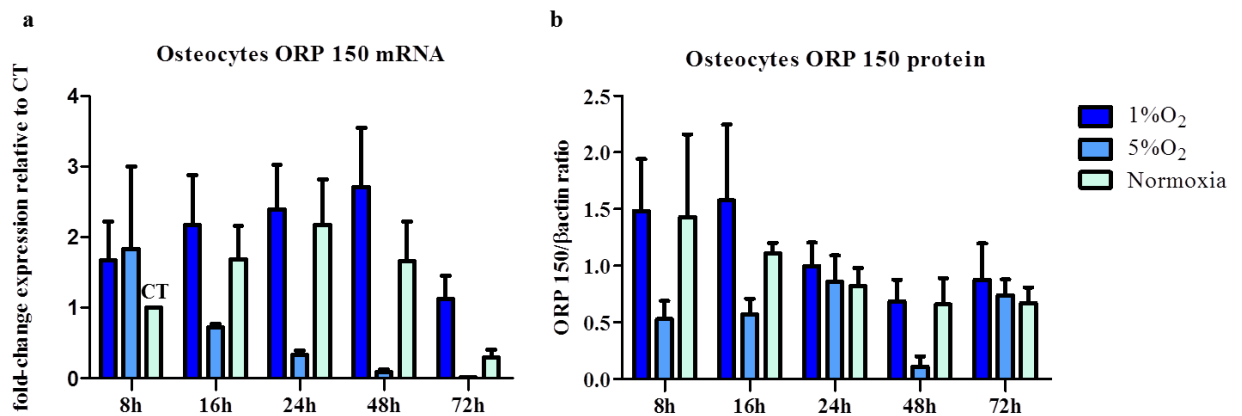 a
Osteocytes ORP 150 mRNA
fold-change expression relative to CT
4
3
2
1
0
CT
8h
16h
24h
48h
72h
b
Osteocytes ORP 150 protein
ORP 150/βactin ratio
2.5
2.0
1.5
1.0
0.5
0.0
8h
16h
24h
48h
72h
1%O₂
5%O₂
Normoxia